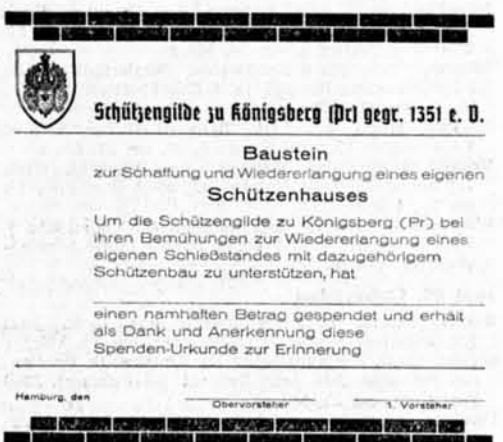 Schützengilde zu Königsberg (Pr) gegr. 1351 e. V.
Baustein
zur Schaffung und Wiedererlangung eines eigenen
Schützenhauses
Um die Schützengilde zu Königsberg (Pr) bei
ihren Bemühungen zur Wiedererlangung eines
eigenen Schießstandes mit dazugehörigem
Schützenbau zu unterstützen, hat
einen namhaften Betrag gespendet und erhält
als Dank und Anerkennung diese
Spenden-Urkunde zur Erinnerung
Hamburg, den
Obervorsteher
1. Vorsteher